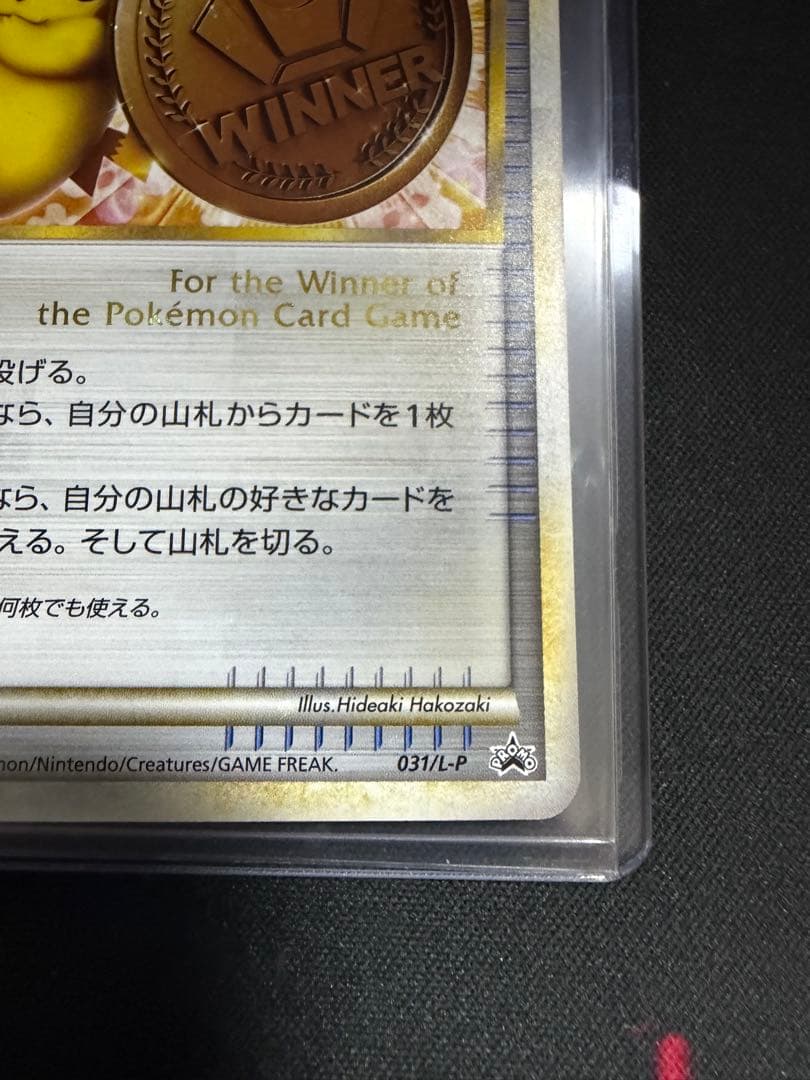 WINNER
For the Winner of
the Pokémon Card Game
投げる。
なら、自分の山札からカードを1枚
なら、自分の山札の好きなカードを
える。そして山札を切る。
何枚でも使える。
Illus.Hideaki Hakozaki
mon/Nintendo/Creatures/GAME FREAK.
031/L-P
PROMO